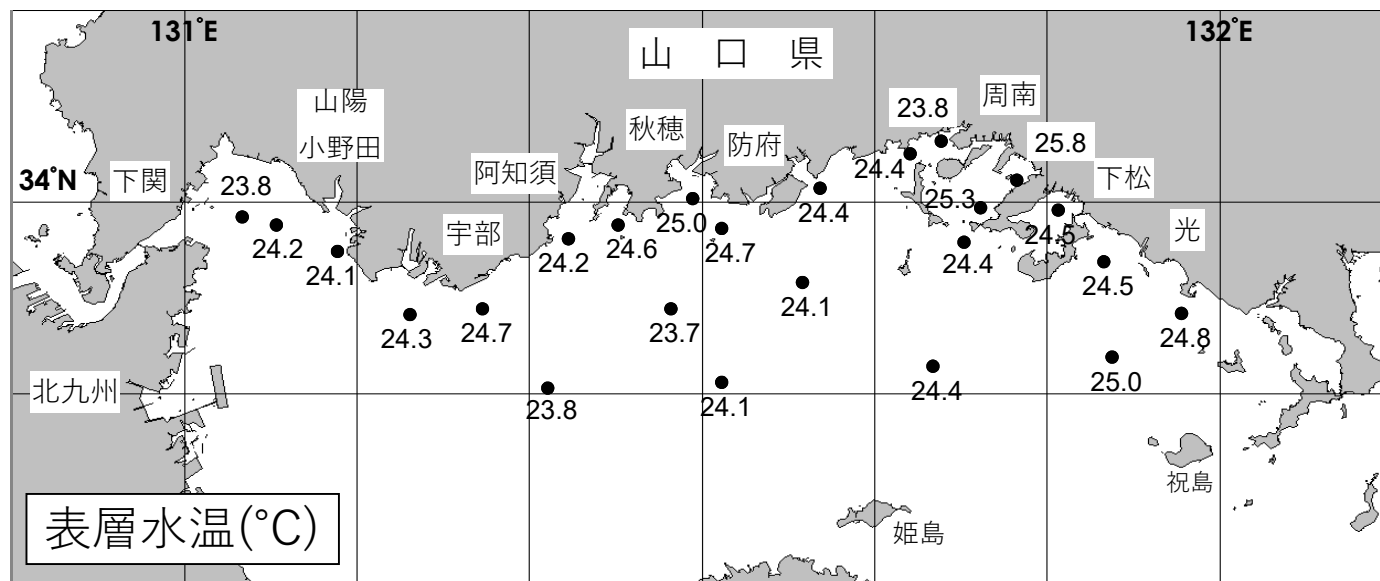 131°E
132°E
山 口 県
山陽
小野田
秋穂
防府
23.8
周南
25.8
34°N
下関
阿知須
24.4
下松
23.8
25.3
24.2
宇部
24.2
24.6
25.0
24.7
24.4
24.5
光
24.1
24.4
24.3
24.7
23.7
24.1
24.5
24.8
北九州
23.8
24.1
24.4
25.0
祝島
表層水温(°C)
姫島